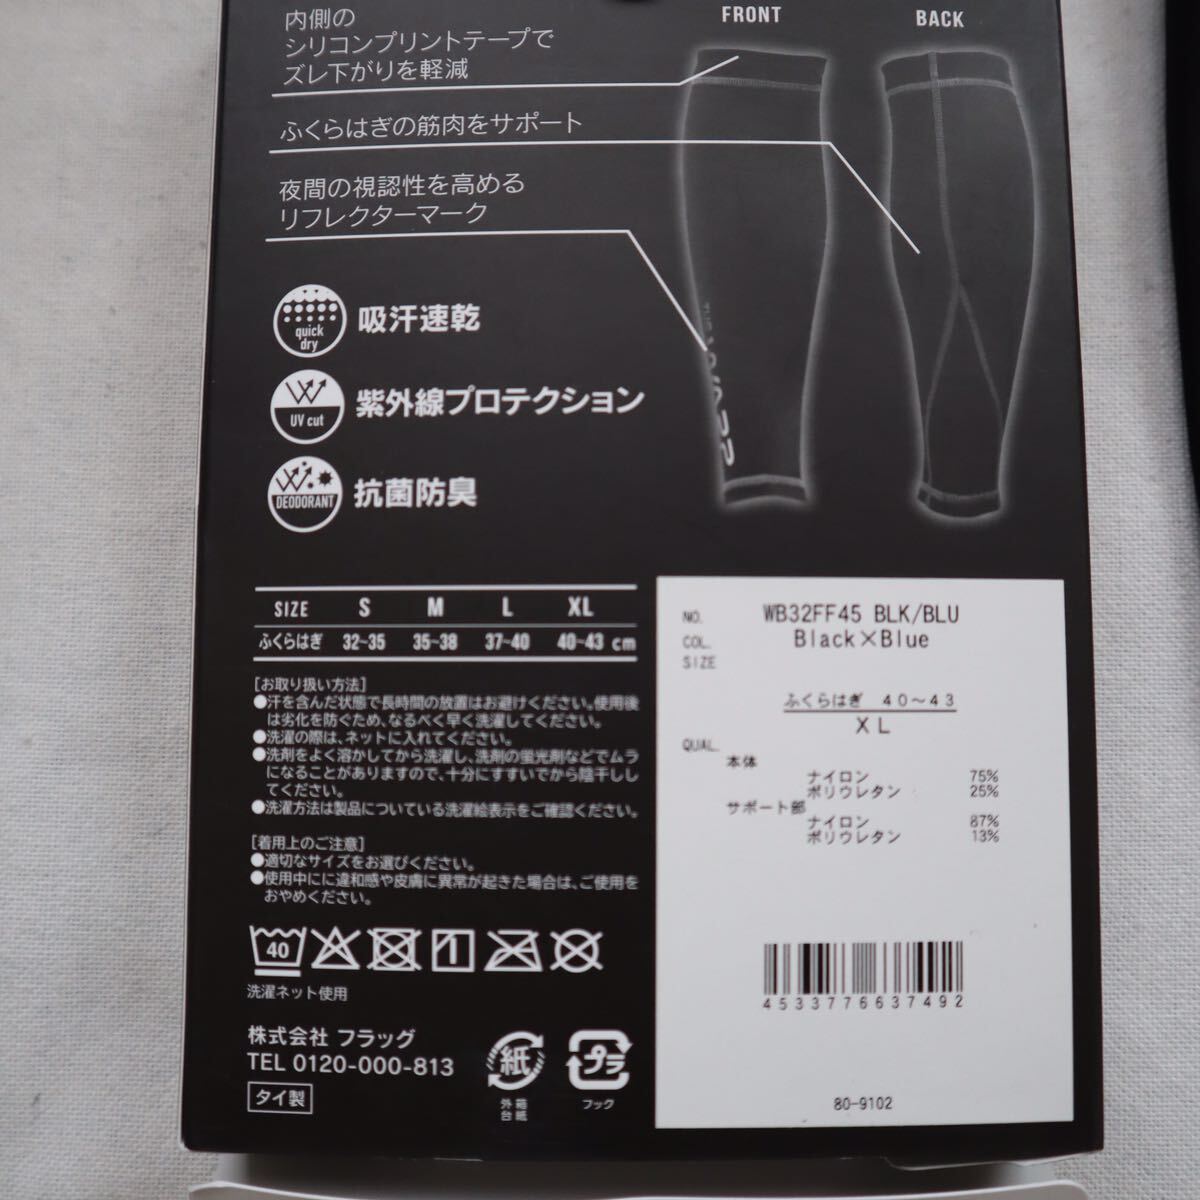 内側の
シリコンプリントテープで
ズレ下がりを軽減
ふくらはぎの筋肉をサポート
夜間の視認性を高める
リフレクターマーク
FRONT
BACK
quick
dry
吸汗速乾
UV cut
紫外線プロテクション
DEODORANT
抗菌防臭
SIZE S M L XL
ふくらはぎ 32~35 35~38 37~40 40~43 cm
[お取り扱い方法]
●汗を含んだ状態で長時間の放置はお避けください。使用後
は劣化を防ぐため、なるべく早く洗濯してください。
●洗濯の際は、ネットに入れてください。
●洗剤をよく溶かしてから洗濯し、洗剤の蛍光剤などでムラ
になることがありますので、十分にすすいでから陰干しし
てください。
●洗濯方法は製品についている洗濯絵表示をご確認ください。
[着用上のご注意]
●適切なサイズをお選びください。
●使用中にに違和感や皮膚に異常が起きた場合は、ご使用を
おやめください。
40
洗濯ネット使用
株式会社 フラッグ
TEL 0120-000-813
タイ製
紙
外箱
台紙
プラ
フック
NO. WB32FF45 BLK/BLU
COL. Black×Blue
SIZE
ふくらはぎ 40～43
XL
QUAL.
本体
ナイロン 75%
ポリウレタン 25%
サポート部
ナイロン 87%
ポリウレタン 13%
4533776637492
80-9102